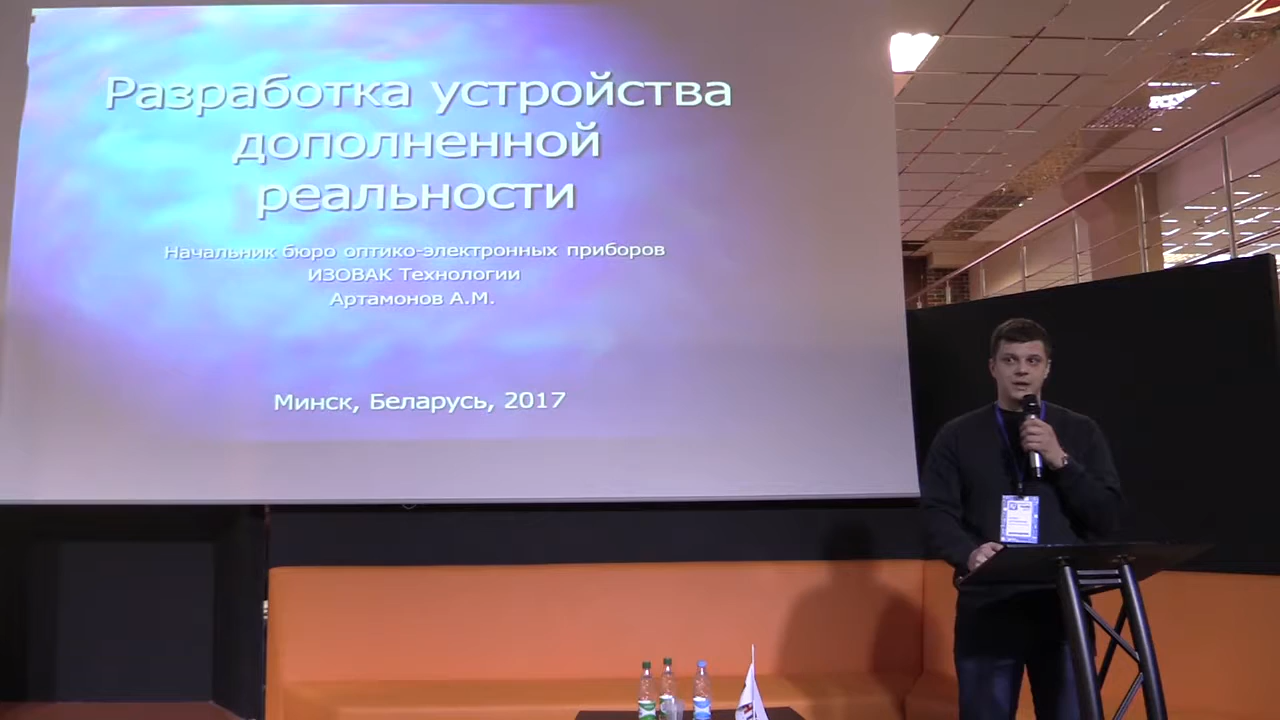 Разработка устройства
дополненной
реальности
Начальник бюро оптико-электронных приборов
ИЗОВАК Технологии
Артамонов А.М.
Минск, Беларусь, 2017